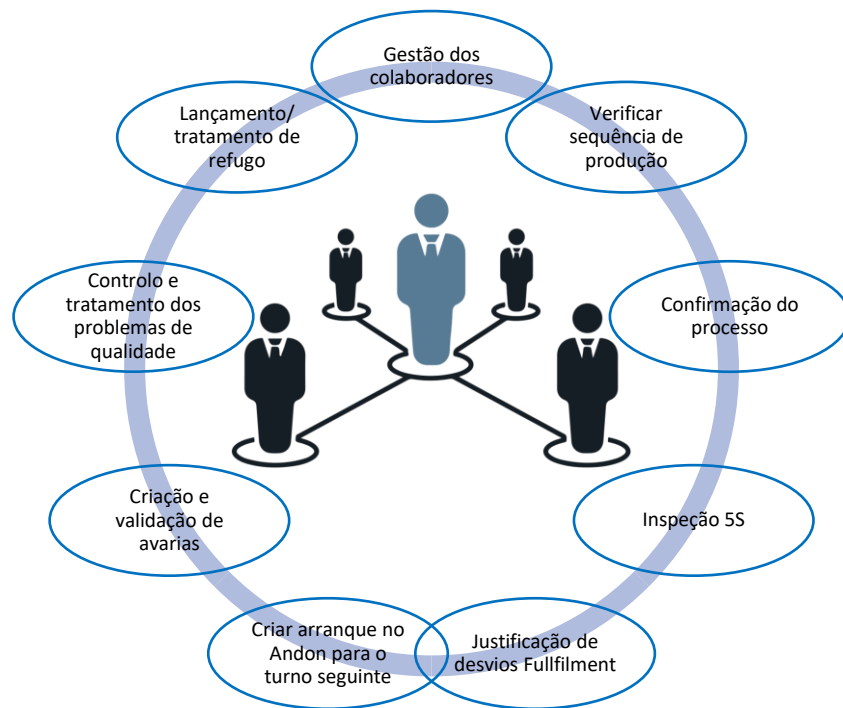 Gestão dos
colaboradores
Verificar
sequência de
produção
Confirmação do
processo
Inspeção 5S
Justificação de
desvios Fullfilment
Criar arranque no
Andon para o
turno seguinte
Criação e
validação de
avarias
Controlo e
tratamento dos
problemas de
qualidade
Lançamento/
tratamento de
refugo